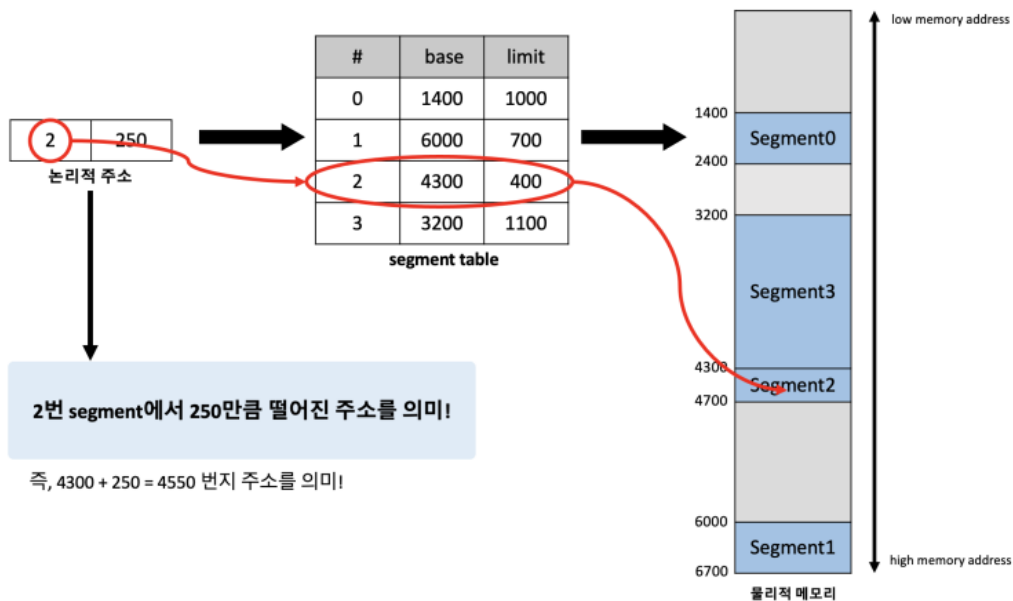 low memory address
# base limit
0 1400 1000
1 6000 700
2 4300 400
3 3200 1100
segment table
2 250
논리적 주소
2번 segment에서 250만큼 떨어진 주소를 의미!
즉, 4300 + 250 = 4550 번지 주소를 의미!
1400
Segment0
2400
3200
Segment3
4300
Segment2
4700
6000
Segment1
6700
high memory address
물리적 메모리